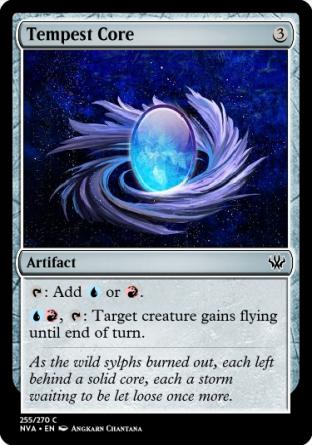 Tempest Core 3
Artifact
: Add or .
, : Target creature gains flying
until end of turn.
As the wild sylphs burned out, each left
behind a solid core, each a storm
waiting to be let loose once more.
255/270 C
NVA • EN Angkarn Chantana